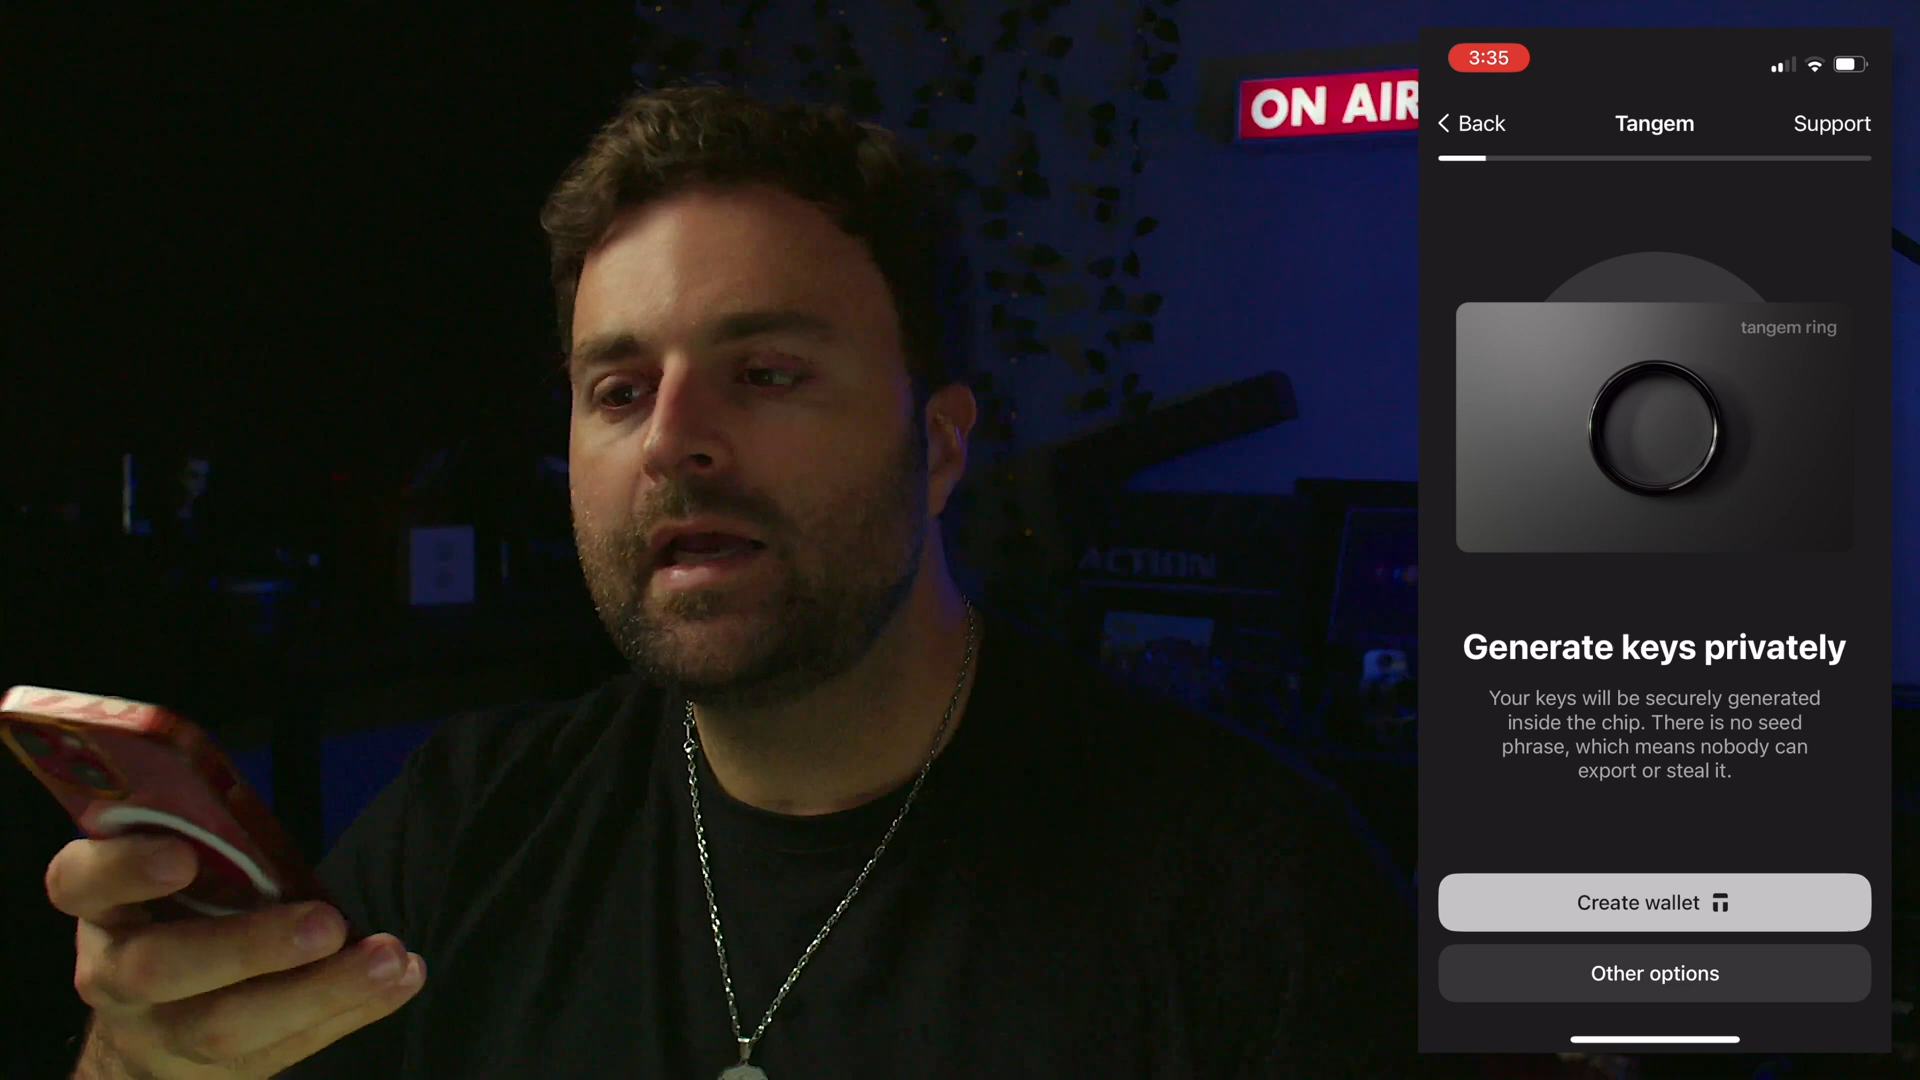 ON AIR
ACTION
3:35
Back
Tangem
Support
tangem ring
Generate keys privately
Your keys will be securely generated
inside the chip. There is no seed
phrase, which means nobody can
export or steal it.
Create wallet
Other options